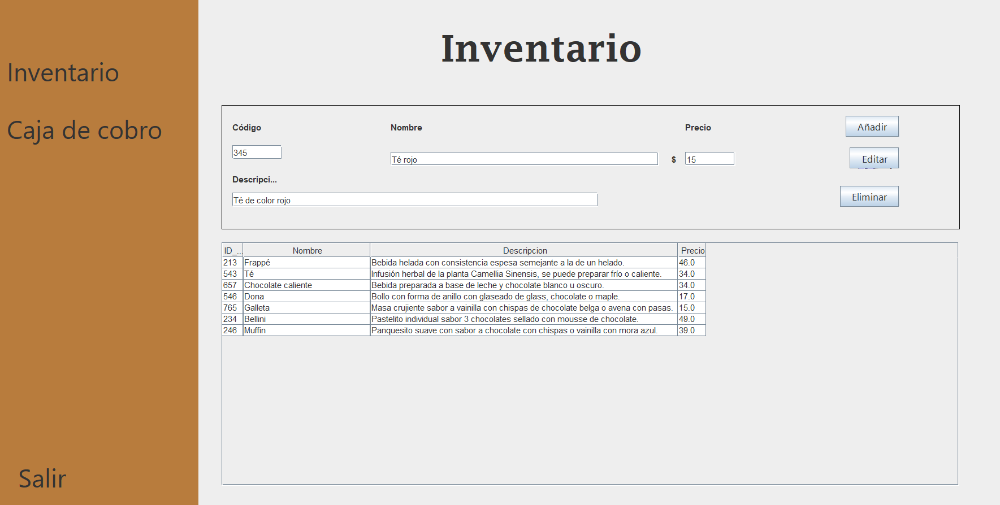 Inventario
Caja de cobro
Salir
Inventario
Código Nombre Precio Añadir
345 Té rojo $ 15 Editar
Descripci...
Té de color rojo Eliminar
ID_... Nombre Descripcion Precio
213 Frappé Bebida helada con consistencia espesa semejante a la de un helado. 46.0
543 Té Infusión herbal de la planta Camellia Sinensis, se puede preparar frío o caliente. 34.0
657 Chocolate caliente Bebida preparada a base de leche y chocolate blanco u oscuro. 34.0
546 Dona Bollo con forma de anillo con glaseado de glass, chocolate o maple. 17.0
765 Galleta Masa crujiente sabor a vainilla con chispas de chocolate belga o avena con pasas. 15.0
234 Bellini Pastelito individual sabor 3 chocolates sellado con mousse de chocolate. 49.0
246 Muffin Panquesito suave con sabor a chocolate con chispas o vainilla con mora azul. 39.0